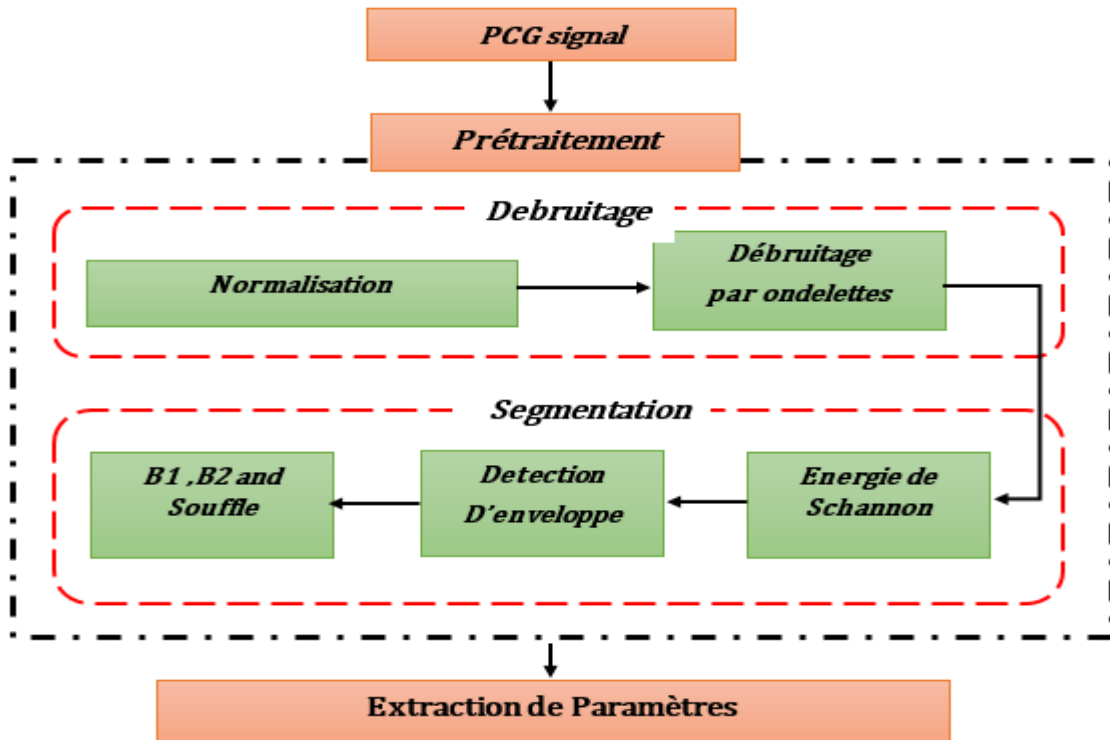 PCG signal
Prétraitement
Debruitage
Normalisation
Débruitage
par ondelettes
Segmentation
B1 ,B2 and
Souffle
Detection
D'enveloppe
Energie de
Schannon
Extraction de Paramètres